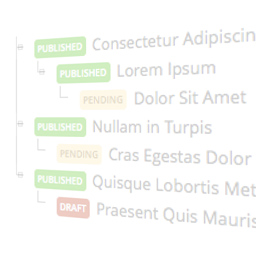 PUBLISHED Consectetur Adipiscin
PUBLISHED Lorem Ipsum
PENDING Dolor Sit Amet
PUBLISHED Nullam in Turpis
PENDING Cras Egestas Dolor
PUBLISHED Quisque Lobortis Met
DRAFT Praesent Quis Mauris